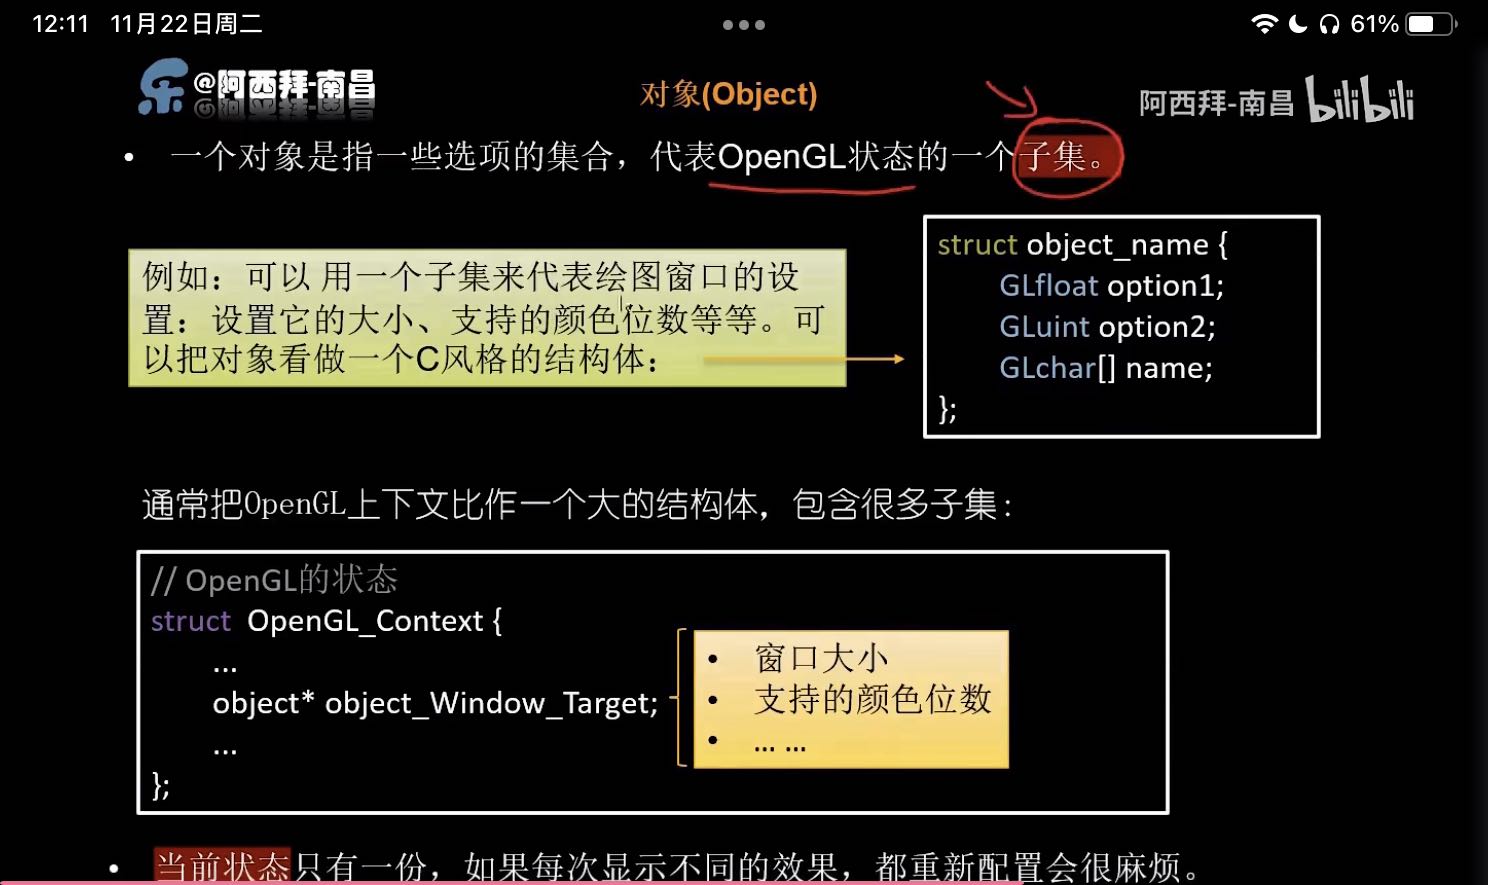 12:11 11月22日周二
61%
乐 @阿西拜-南昌
对象(Object)
阿西拜-南昌 bilibili
• 一个对象是指一些选项的集合，代表OpenGL状态的一个子集。
例如：可以 用一个子集来代表绘图窗口的设
置：设置它的大小、支持的颜色位数等等。可
以把对象看做一个C风格的结构体：
struct object_name {
GLfloat option1;
GLuint option2;
GLchar[] name;
};
通常把OpenGL上下文比作一个大的结构体，包含很多子集：
// OpenGL的状态
struct OpenGL_Context {
...
object* object_Window_Target;
...
};
• 窗口大小
• 支持的颜色位数
• … …
• 当前状态只有一份，如果每次显示不同的效果，都重新配置会很麻烦。